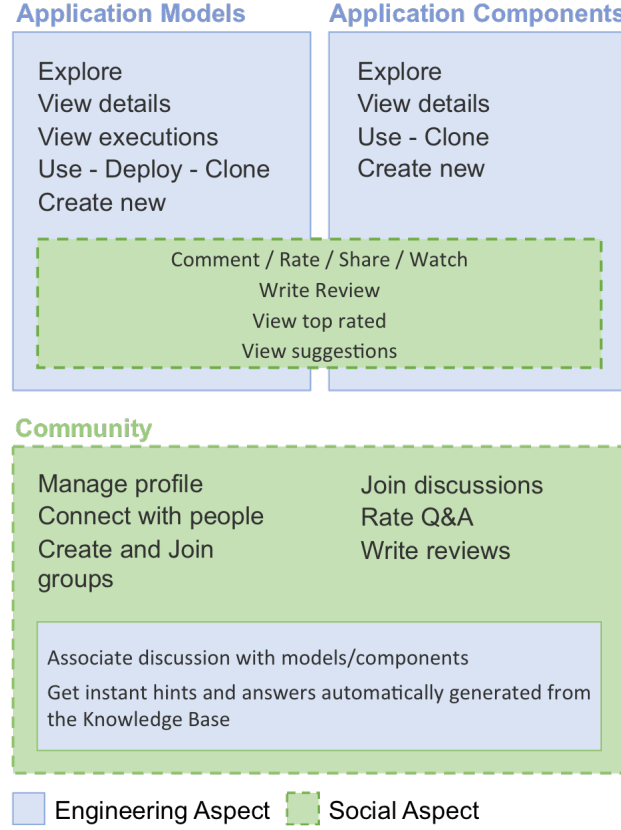 Application Models
Explore
View details
View executions
Use - Deploy - Clone
Create new
Application Components
Explore
View details
Use - Clone
Create new
Comment / Rate / Share / Watch
Write Review
View top rated
View suggestions
Community
Manage profile
Connect with people
Create and Join
groups
Join discussions
Rate Q&A
Write reviews
Associate discussion with models/components
Get instant hints and answers automatically generated from
the Knowledge Base
Engineering Aspect
Social Aspect